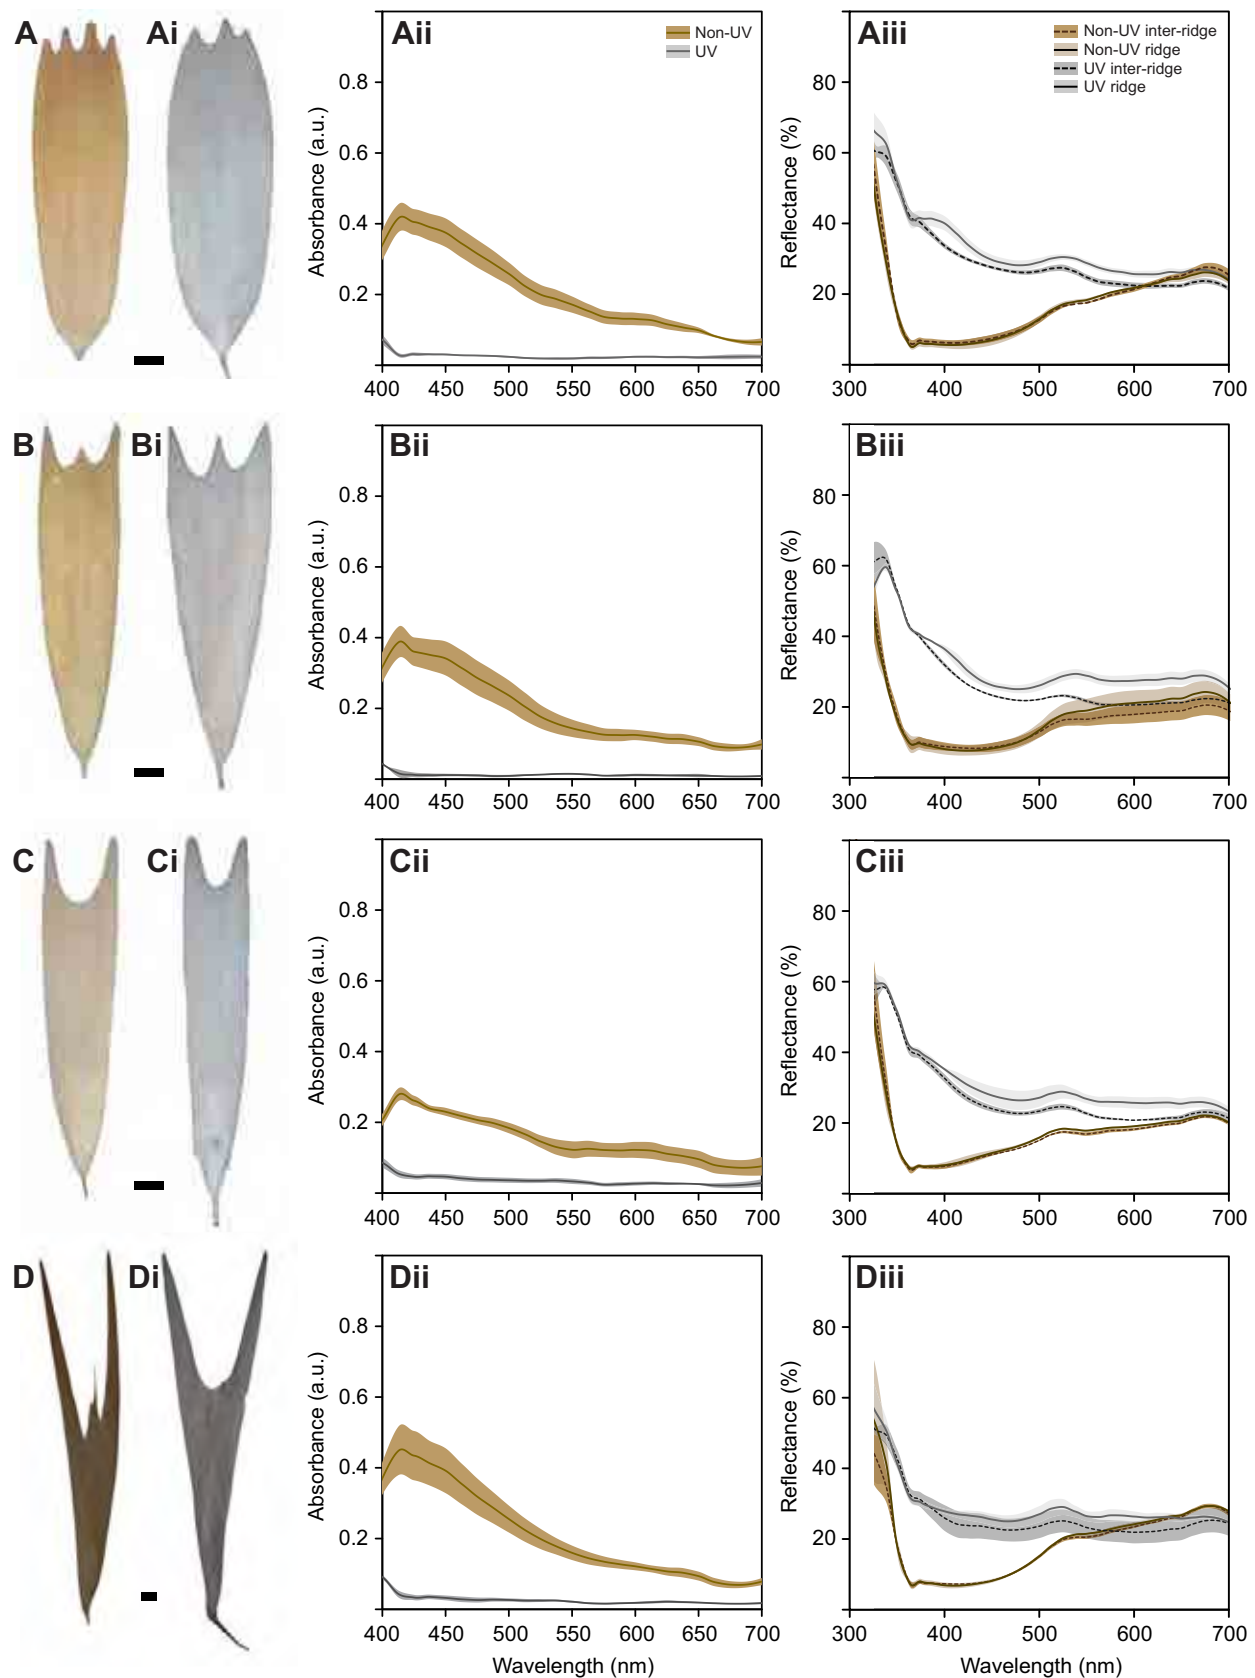 A Ai Aii Aiii
Non-UV
UV
Non-UV inter-ridge
Non-UV ridge
UV inter-ridge
UV ridge
Absorbance (a.u.)
0.8
0.6
0.4
0.2
400 450 500 550 600 650 700
Reflectance (%)
80
60
40
20
300 400 500 600 700
B Bi Bii Biii
Absorbance (a.u.)
0.8
0.6
0.4
0.2
400 450 500 550 600 650 700
Reflectance (%)
80
60
40
20
300 400 500 600 700
C Ci Cii Ciii
Absorbance (a.u.)
0.8
0.6
0.4
0.2
400 450 500 550 600 650 700
Reflectance (%)
80
60
40
20
300 400 500 600 700
D Di Dii Diii
Absorbance (a.u.)
0.8
0.6
0.4
0.2
400 450 500 550 600 650 700
Wavelength (nm)
Reflectance (%)
80
60
40
20
300 400 500 600 700
Wavelength (nm)